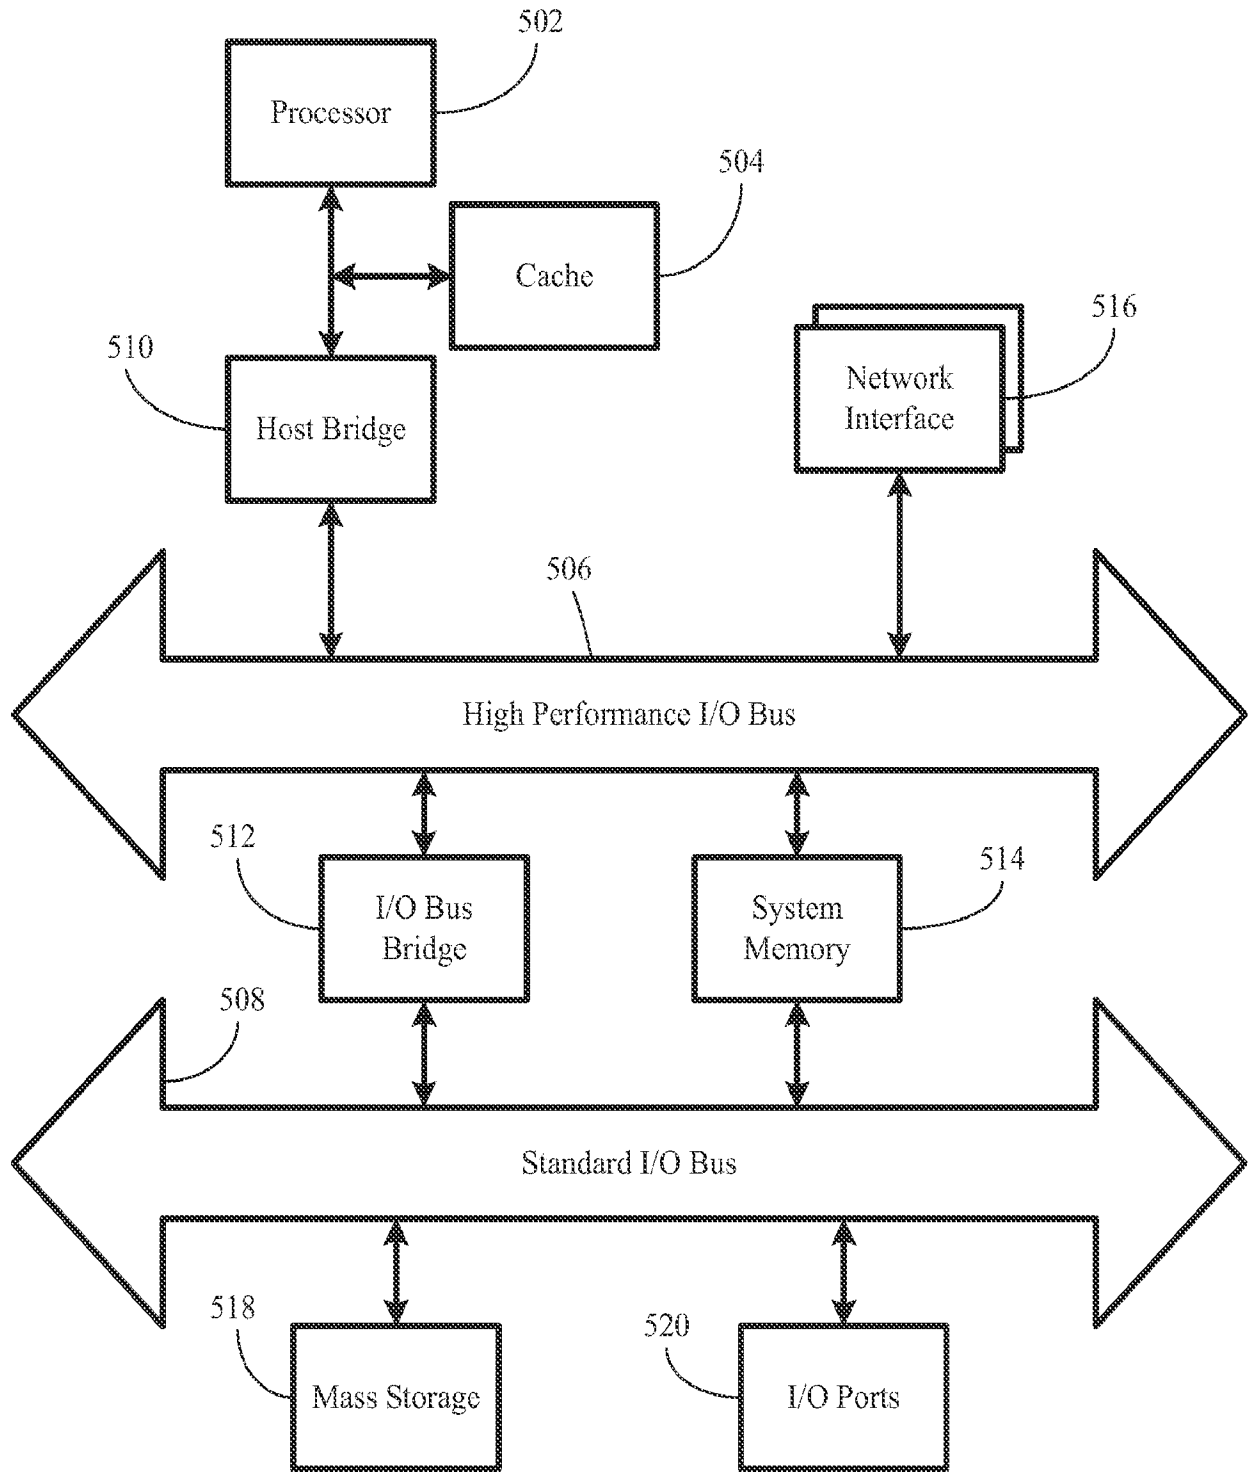 502
Processor
504
Cache
510
516
Host Bridge
Network
Interface
506
High Performance I/O Bus
512
514
I/O Bus
Bridge
System
Memory
508
Standard I/O Bus
518
520
Mass Storage
I/O Ports